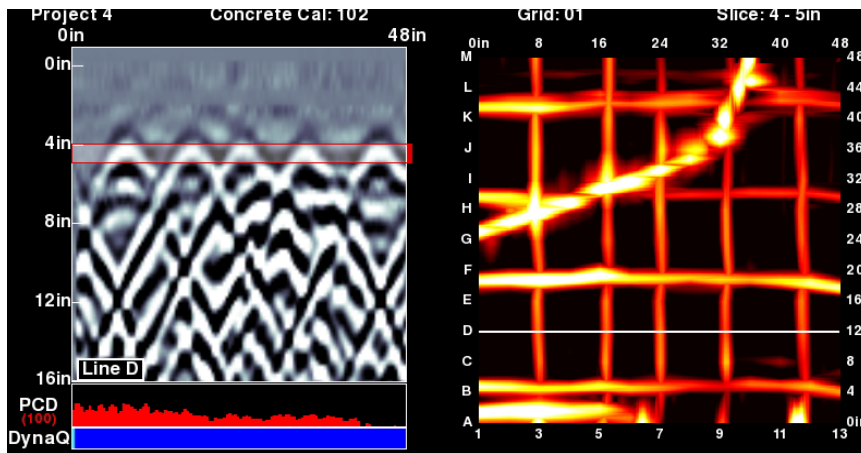 Project 4 Concrete Cal: 102 Grid: 01 Slice: 4 - 5in
0in 48in
0in
4in
8in
12in
16in
Line D
PCD
(100)
DynaQ
0in 8 16 24 32 40 48
M 48
L 44
K 40
J 36
I 32
H 28
G 24
F 20
E 16
D 12
C 8
B 4
A 0in
1 3 5 7 9 11 13